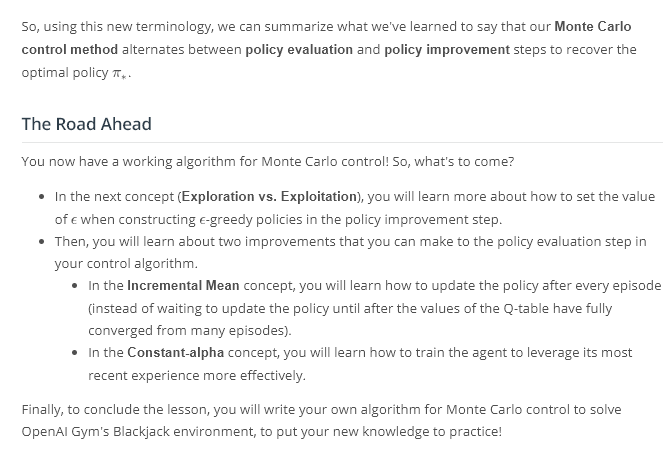 So, using this new terminology, we can summarize what we've learned to say that our Monte Carlo
control method alternates between policy evaluation and policy improvement steps to recover the
optimal policy π∗.
The Road Ahead
You now have a working algorithm for Monte Carlo control! So, what's to come?
• In the next concept (Exploration vs. Exploitation), you will learn more about how to set the value
of ϵ when constructing ϵ-greedy policies in the policy improvement step.
• Then, you will learn about two improvements that you can make to the policy evaluation step in
your control algorithm.
• In the Incremental Mean concept, you will learn how to update the policy after every episode
(instead of waiting to update the policy until after the values of the Q-table have fully
converged from many episodes).
• In the Constant-alpha concept, you will learn how to train the agent to leverage its most
recent experience more effectively.
Finally, to conclude the lesson, you will write your own algorithm for Monte Carlo control to solve
OpenAI Gym's Blackjack environment, to put your new knowledge to practice!